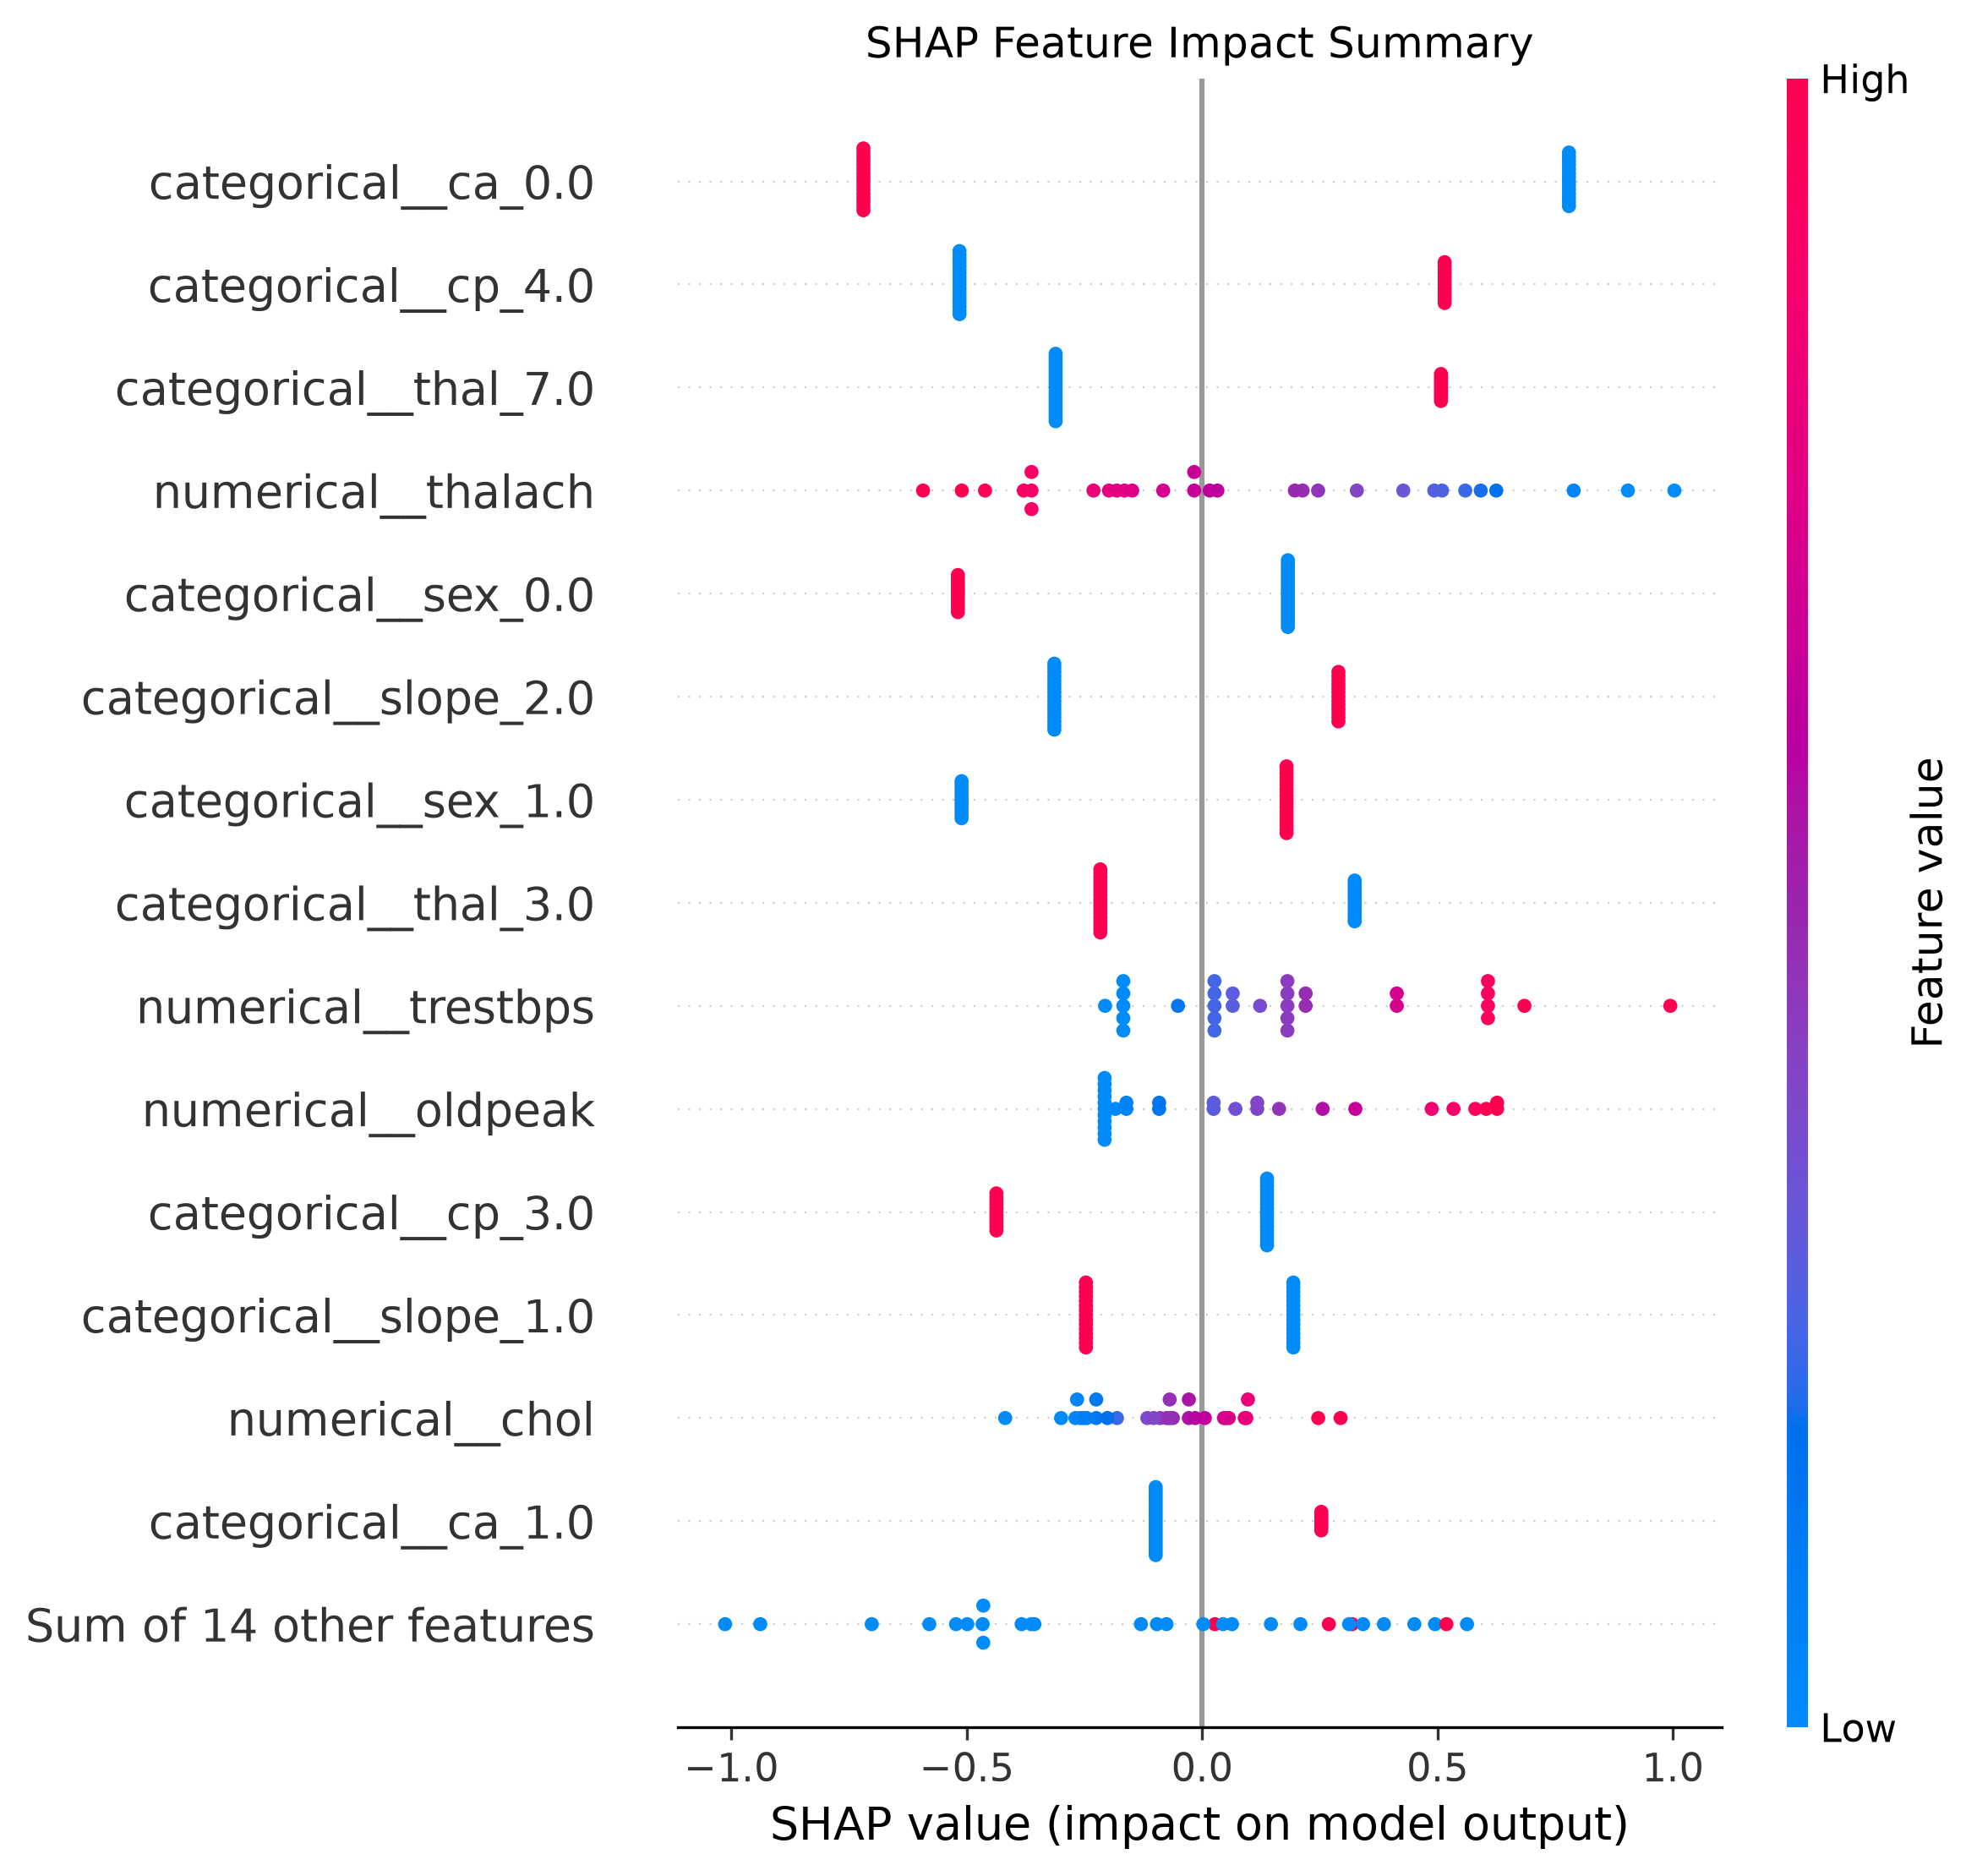 SHAP Feature Impact Summary
High
categorical__ca_0.0
categorical__cp_4.0
categorical__thal_7.0
numerical__thalach
categorical__sex_0.0
categorical__slope_2.0
categorical__sex_1.0
categorical__thal_3.0
numerical__trestbps
numerical__oldpeak
categorical__cp_3.0
categorical__slope_1.0
numerical__chol
categorical__ca_1.0
Sum of 14 other features
Feature value
Low
−1.0 −0.5 0.0 0.5 1.0
SHAP value (impact on model output)